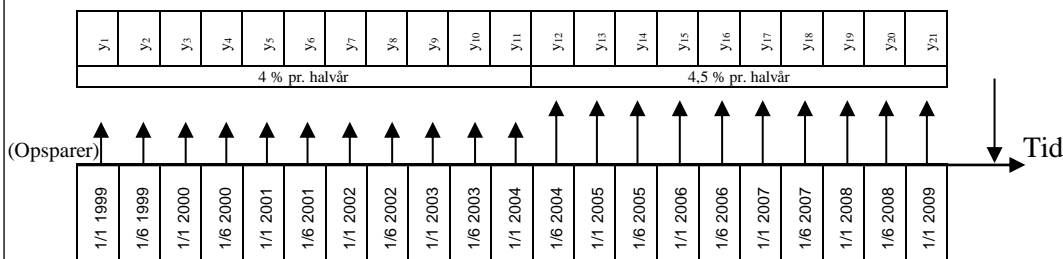 y1 y2 y3 y4 y5 y6 y7 y8 y9 y10 y11 y12 y13 y14 y15 y16 y17 y18 y19 y20 y21
4 % pr. halvår 4,5 % pr. halvår
(Opsparer) Tid
1/1 1999 1/6 1999 1/1 2000 1/6 2000 1/1 2001 1/6 2001 1/1 2002 1/6 2002 1/1 2003 1/6 2003 1/1 2004 1/6 2004 1/1 2005 1/6 2005 1/1 2006 1/6 2006 1/1 2007 1/6 2007 1/1 2008 1/6 2008 1/1 2009